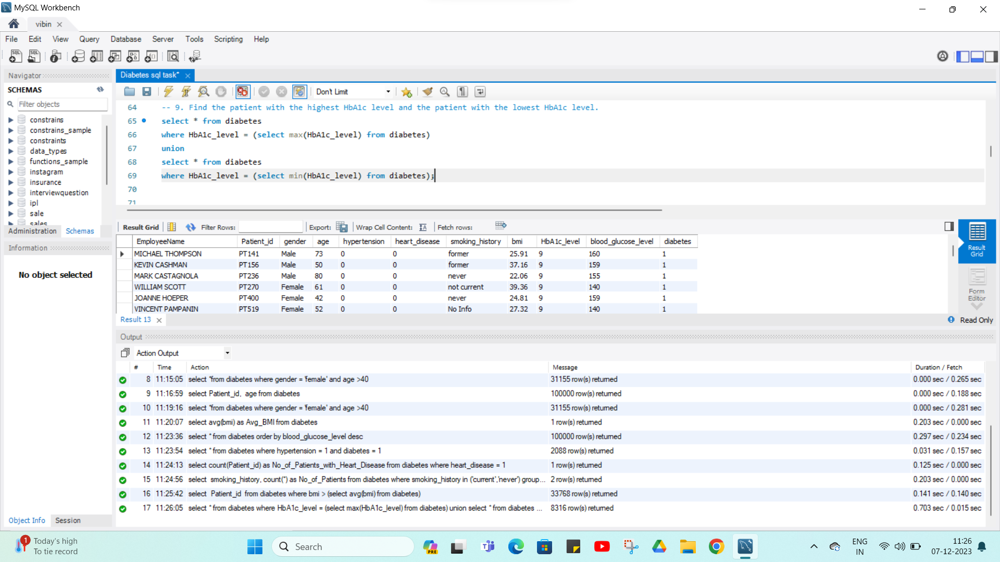 MySQL Workbench
vibin
File Edit View Query Database Server Tools Scripting Help
Navigator
SCHEMAS
Filter objects
constrains
constrains_sample
constraints
data_types
functions_sample
instagram
insurance
interviewquestion
ipl
sale
sales
Administration Schemas
Information
No object selected
Object Info Session
Diabetes sql task*
Don't Limit
64 -- 9. Find the patient with the highest HbA1c level and the patient with the lowest HbA1c level.
65 select * from diabetes
66 where HbA1c_level = (select max(HbA1c_level) from diabetes)
67 union
68 select * from diabetes
69 where HbA1c_level = (select min(HbA1c_level) from diabetes);
70
71
Result Grid Filter Rows: Export: Wrap Cell Content: Fetch rows:
EmployeeName Patient_id gender age hypertension heart_disease smoking_history bmi HbA1c_level blood_glucose_level diabetes
MICHAEL THOMPSON PT141 Male 73 0 0 former 25.91 9 160 1
KEVIN CASHMAN PT156 Male 50 0 0 former 37.16 9 159 1
MARK CASTAGNOLA PT236 Male 80 0 0 never 22.06 9 155 1
WILLIAM SCOTT PT270 Female 61 0 0 not current 39.36 9 140 1
JOANNE HOEPER PT400 Female 42 0 0 never 24.81 9 159 1
VINCENT PAMPANIN PT519 Female 52 0 0 No Info 27.32 9 140 1
Result Grid
Form Editor
Result 13
Read Only
Output
Action Output
# Time Action Message Duration / Fetch
8 11:15:05 select *from diabetes where gender = 'female' and age >40 31155 row(s) returned 0.000 sec / 0.265 sec
9 11:16:59 select Patient_id, age from diabetes 100000 row(s) returned 0.000 sec / 0.188 sec
10 11:19:16 select *from diabetes where gender = 'female' and age >40 31155 row(s) returned 0.000 sec / 0.281 sec
11 11:20:07 select avg(bmi) as Avg_BMI from diabetes 1 row(s) returned 0.203 sec / 0.000 sec
12 11:23:36 select * from diabetes order by blood_glucose_level desc 100000 row(s) returned 0.297 sec / 0.234 sec
13 11:23:54 select * from diabetes where hypertension = 1 and diabetes = 1 2088 row(s) returned 0.031 sec / 0.157 sec
14 11:24:13 select count(Patient_id) as No_of_Patients_with_Heart_Disease from diabetes where heart_disease = 1 1 row(s) returned 0.125 sec / 0.000 sec
15 11:24:56 select smoking_history, count(*) as No_of_Patients from diabetes where smoking_history in ('current','never') group... 2 row(s) returned 0.203 sec / 0.000 sec
16 11:25:42 select Patient_id from diabetes where bmi > (select avg(bmi) from diabetes) 33768 row(s) returned 0.141 sec / 0.140 sec
17 11:26:05 select * from diabetes where HbA1c_level = (select max(HbA1c_level) from diabetes) union select * from diabetes ... 8316 row(s) returned 0.703 sec / 0.015 sec
1
Today's high
To tie record
Search
PRE
ENG
IN
11:26
07-12-2023